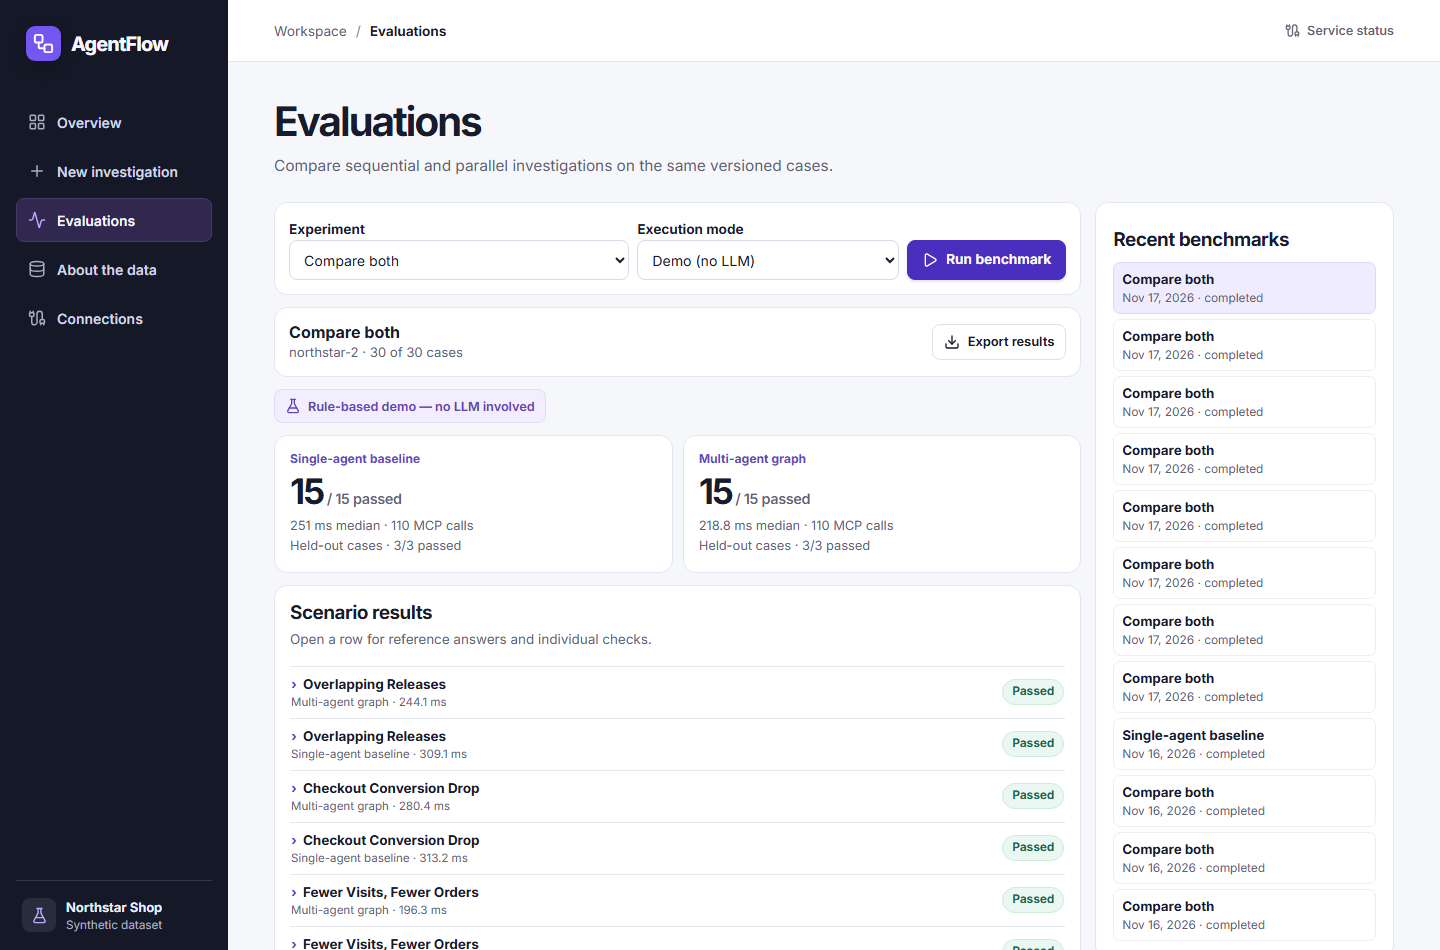 AgentFlow
Overview
New investigation
Evaluations
About the data
Connections
Northstar Shop
Synthetic dataset
Workspace / Evaluations
Service status
Evaluations
Compare sequential and parallel investigations on the same versioned cases.
Experiment
Compare both
Execution mode
Demo (no LLM)
Run benchmark
Compare both
northstar-2 · 30 of 30 cases
Export results
Rule-based demo — no LLM involved
Single-agent baseline
15 / 15 passed
251 ms median · 110 MCP calls
Held-out cases · 3/3 passed
Multi-agent graph
15 / 15 passed
218.8 ms median · 110 MCP calls
Held-out cases · 3/3 passed
Scenario results
Open a row for reference answers and individual checks.
› Overlapping Releases
Multi-agent graph · 244.1 ms
Passed
› Overlapping Releases
Single-agent baseline · 309.1 ms
Passed
› Checkout Conversion Drop
Multi-agent graph · 280.4 ms
Passed
› Checkout Conversion Drop
Single-agent baseline · 313.2 ms
Passed
› Fewer Visits, Fewer Orders
Multi-agent graph · 196.3 ms
Passed
› Fewer Visits, Fewer Orders
Passed
Recent benchmarks
Compare both
Nov 17, 2026 · completed
Compare both
Nov 17, 2026 · completed
Compare both
Nov 17, 2026 · completed
Compare both
Nov 17, 2026 · completed
Compare both
Nov 17, 2026 · completed
Compare both
Nov 17, 2026 · completed
Compare both
Nov 17, 2026 · completed
Compare both
Nov 17, 2026 · completed
Single-agent baseline
Nov 16, 2026 · completed
Compare both
Nov 16, 2026 · completed
Compare both
Nov 16, 2026 · completed
Compare both
Nov 16, 2026 · completed